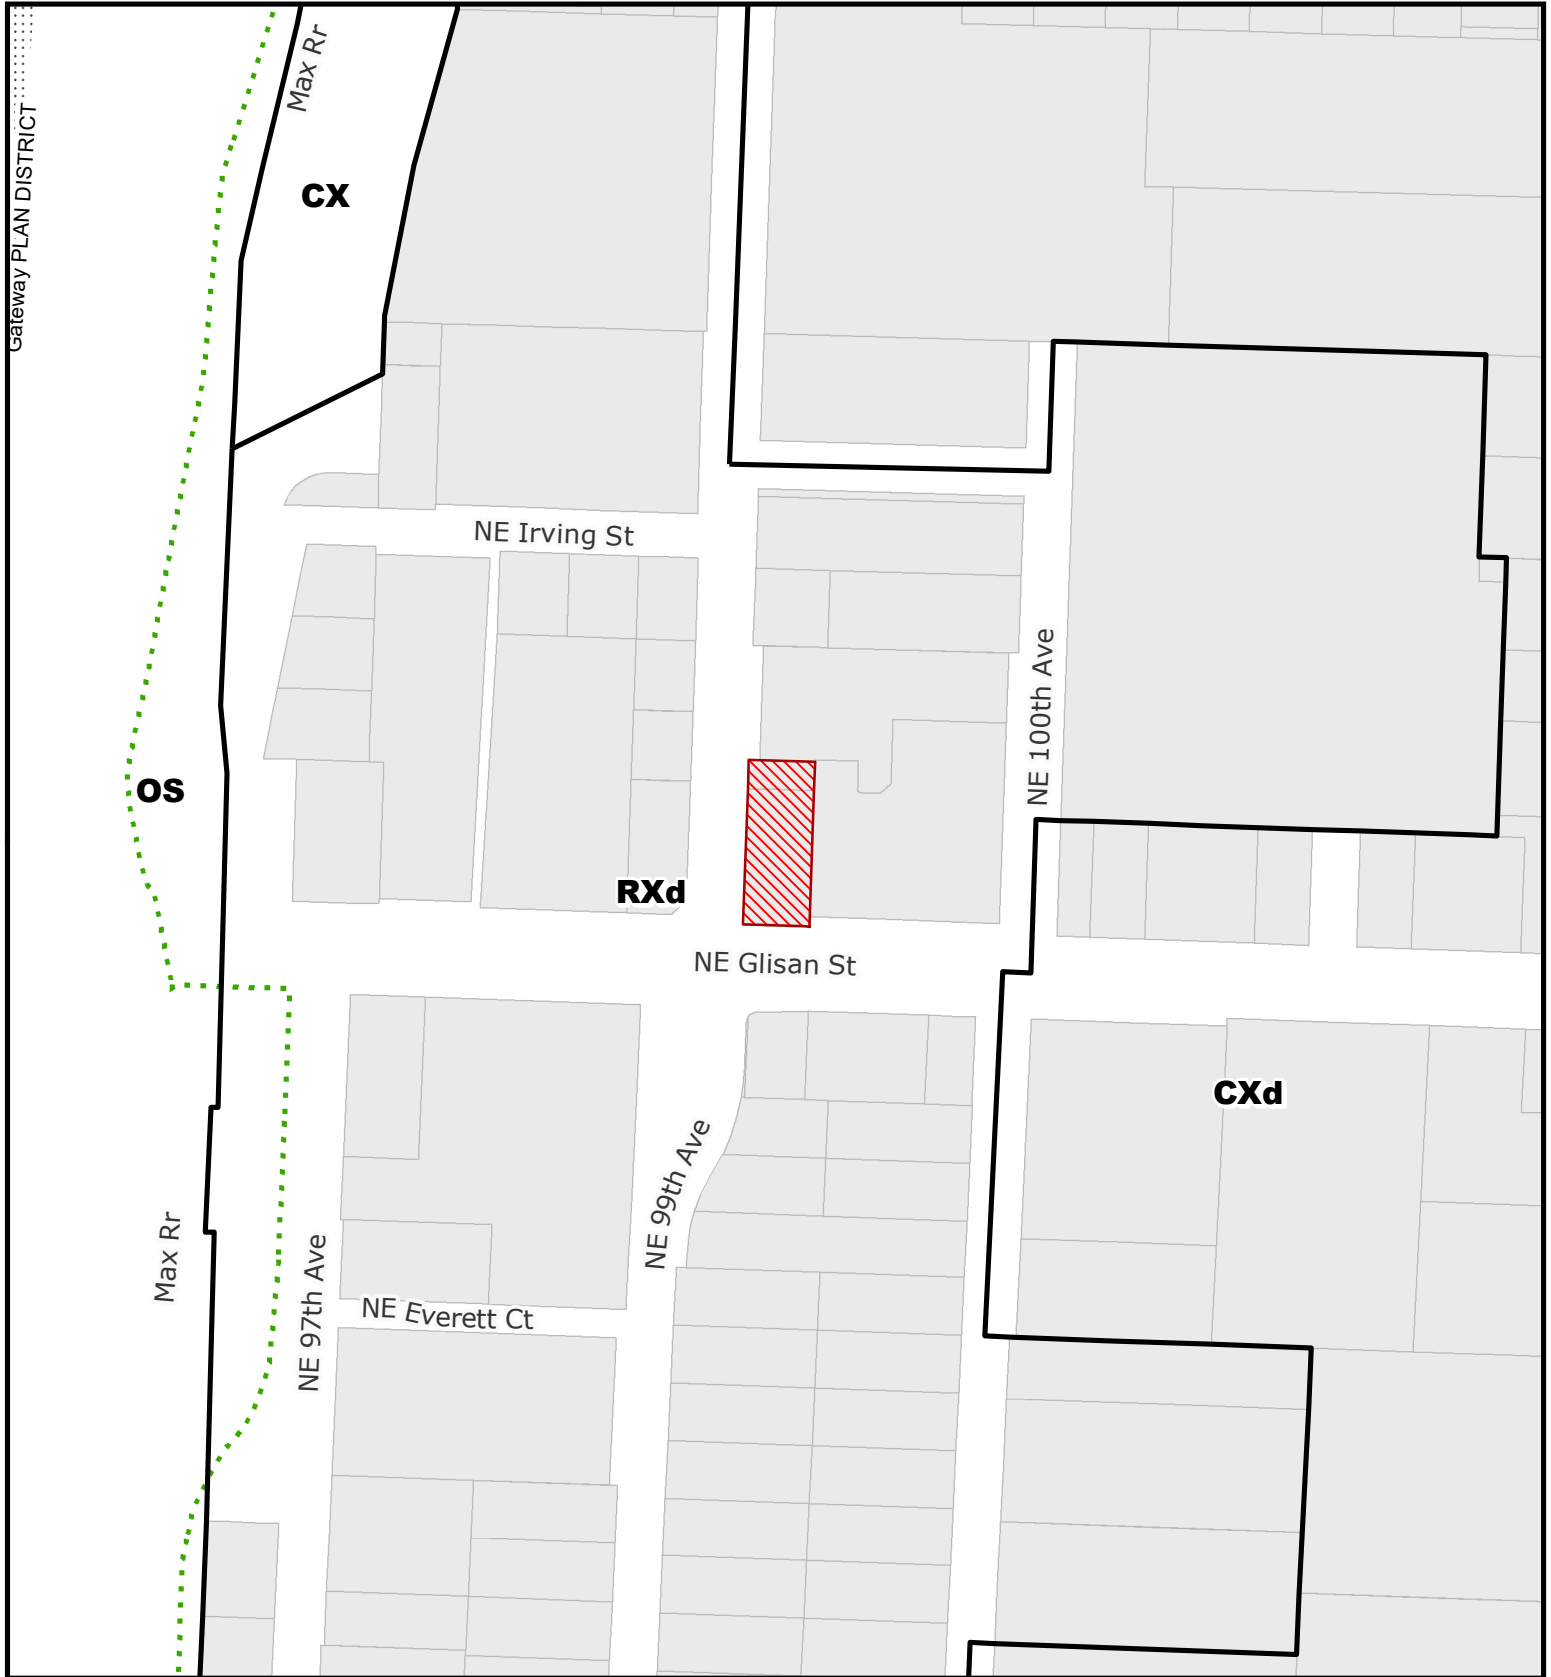 Max Rr
Gateway PLAN DISTRICT
CX
NE Irving St
NE 100th Ave
OS
RXd
NE Glisan St
CXd
NE 99th Ave
Max Rr
NE 97th Ave
NE Everett Ct